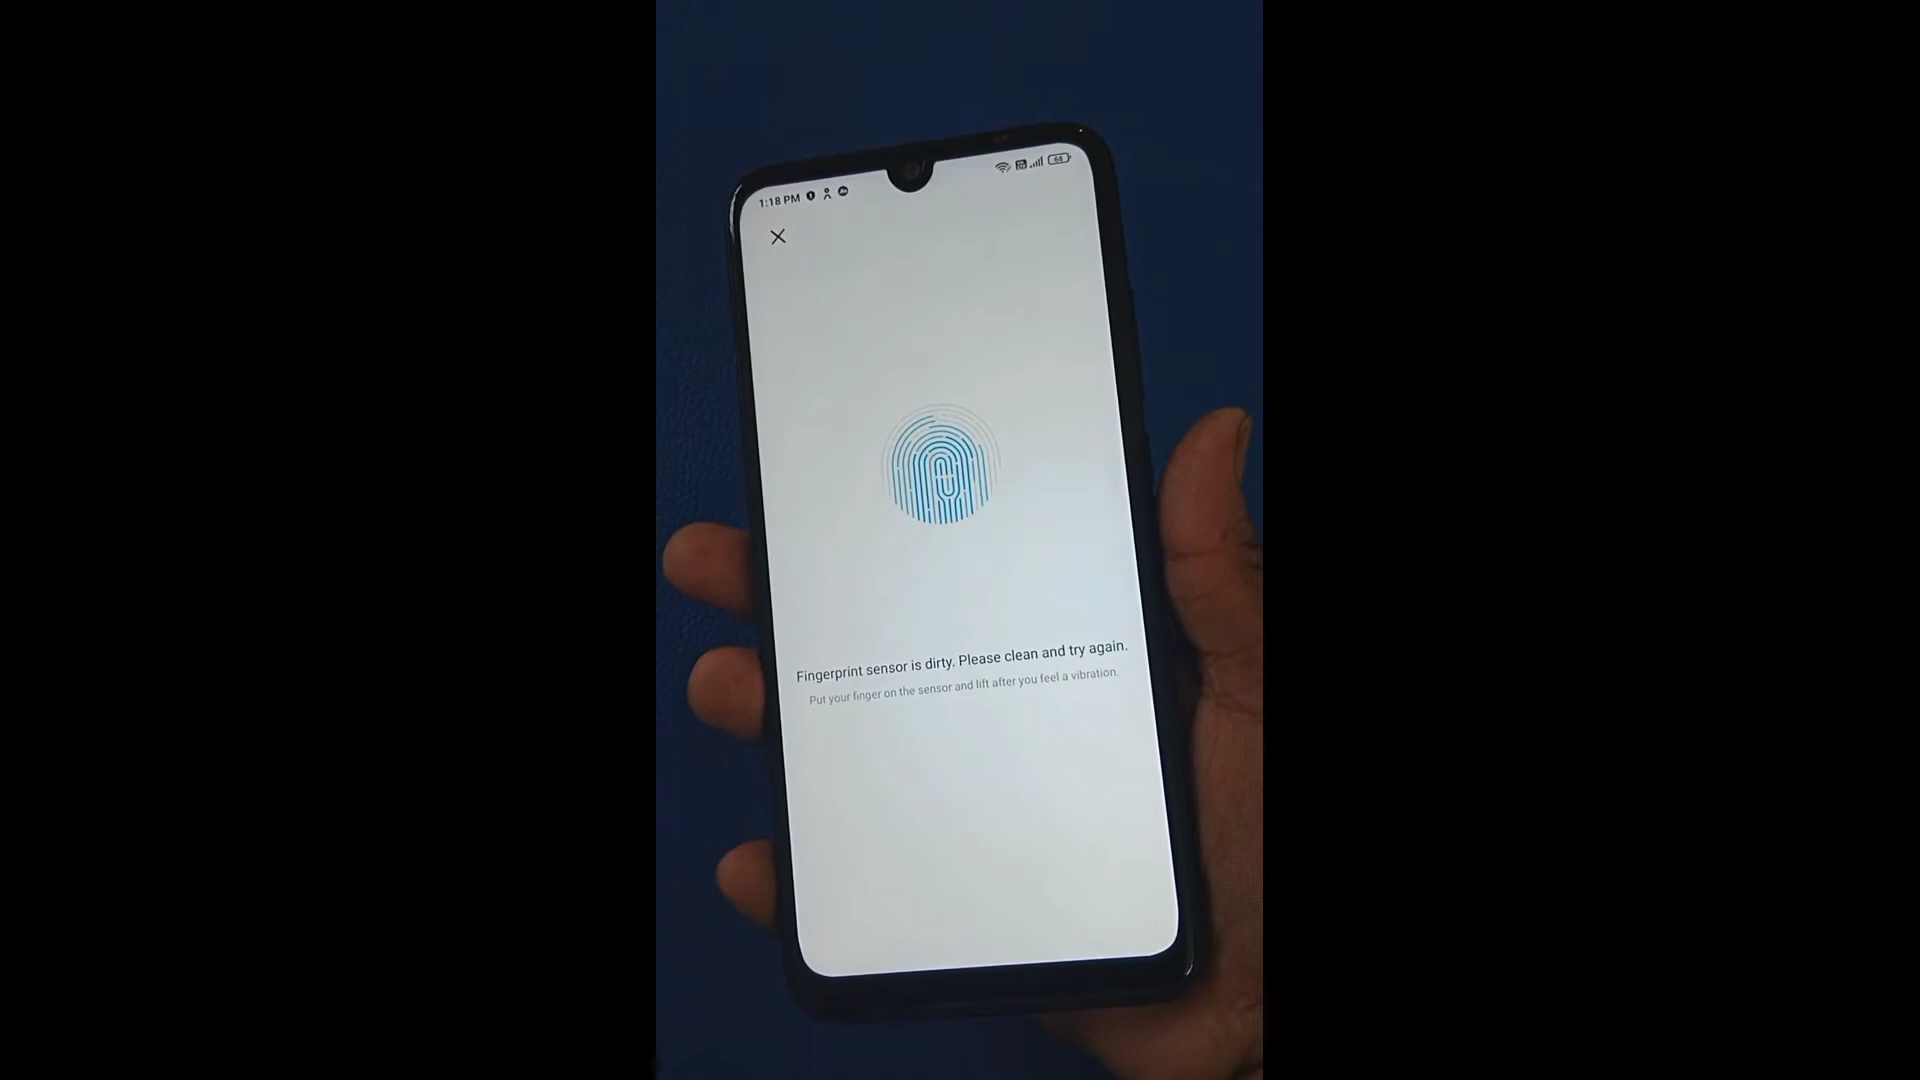 1:18 PM
68
Fingerprint sensor is dirty. Please clean and try again.
Put your finger on the sensor and lift after you feel a vibration.